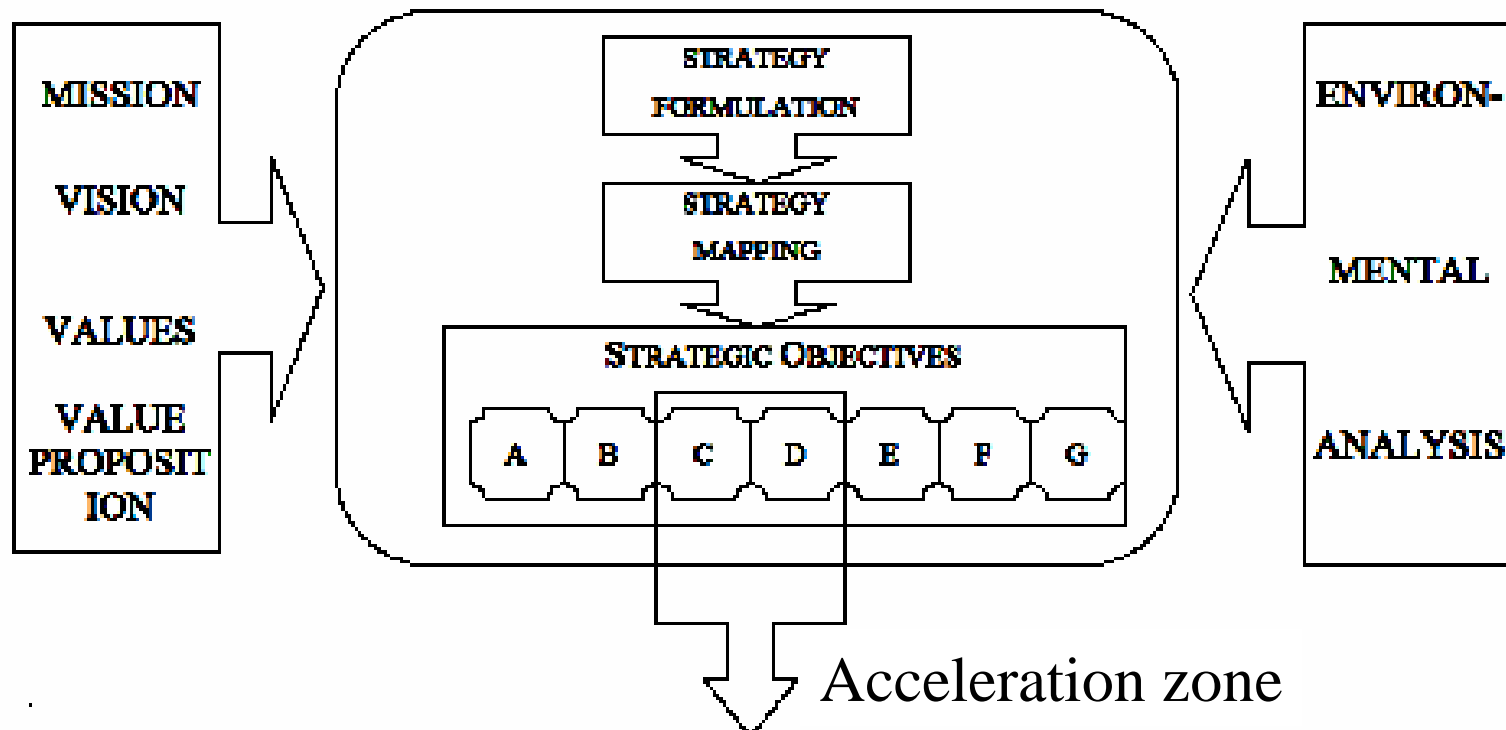 MISSION
VISION
VALUES
VALUE
PROPOSIT
ION
STRATEGY
FORMULATION
STRATEGY
MAPPING
STRATEGIC OBJECTIVES
A B C D E F G
ENVIRON-
MENTAL
ANALYSIS
Acceleration zone
.